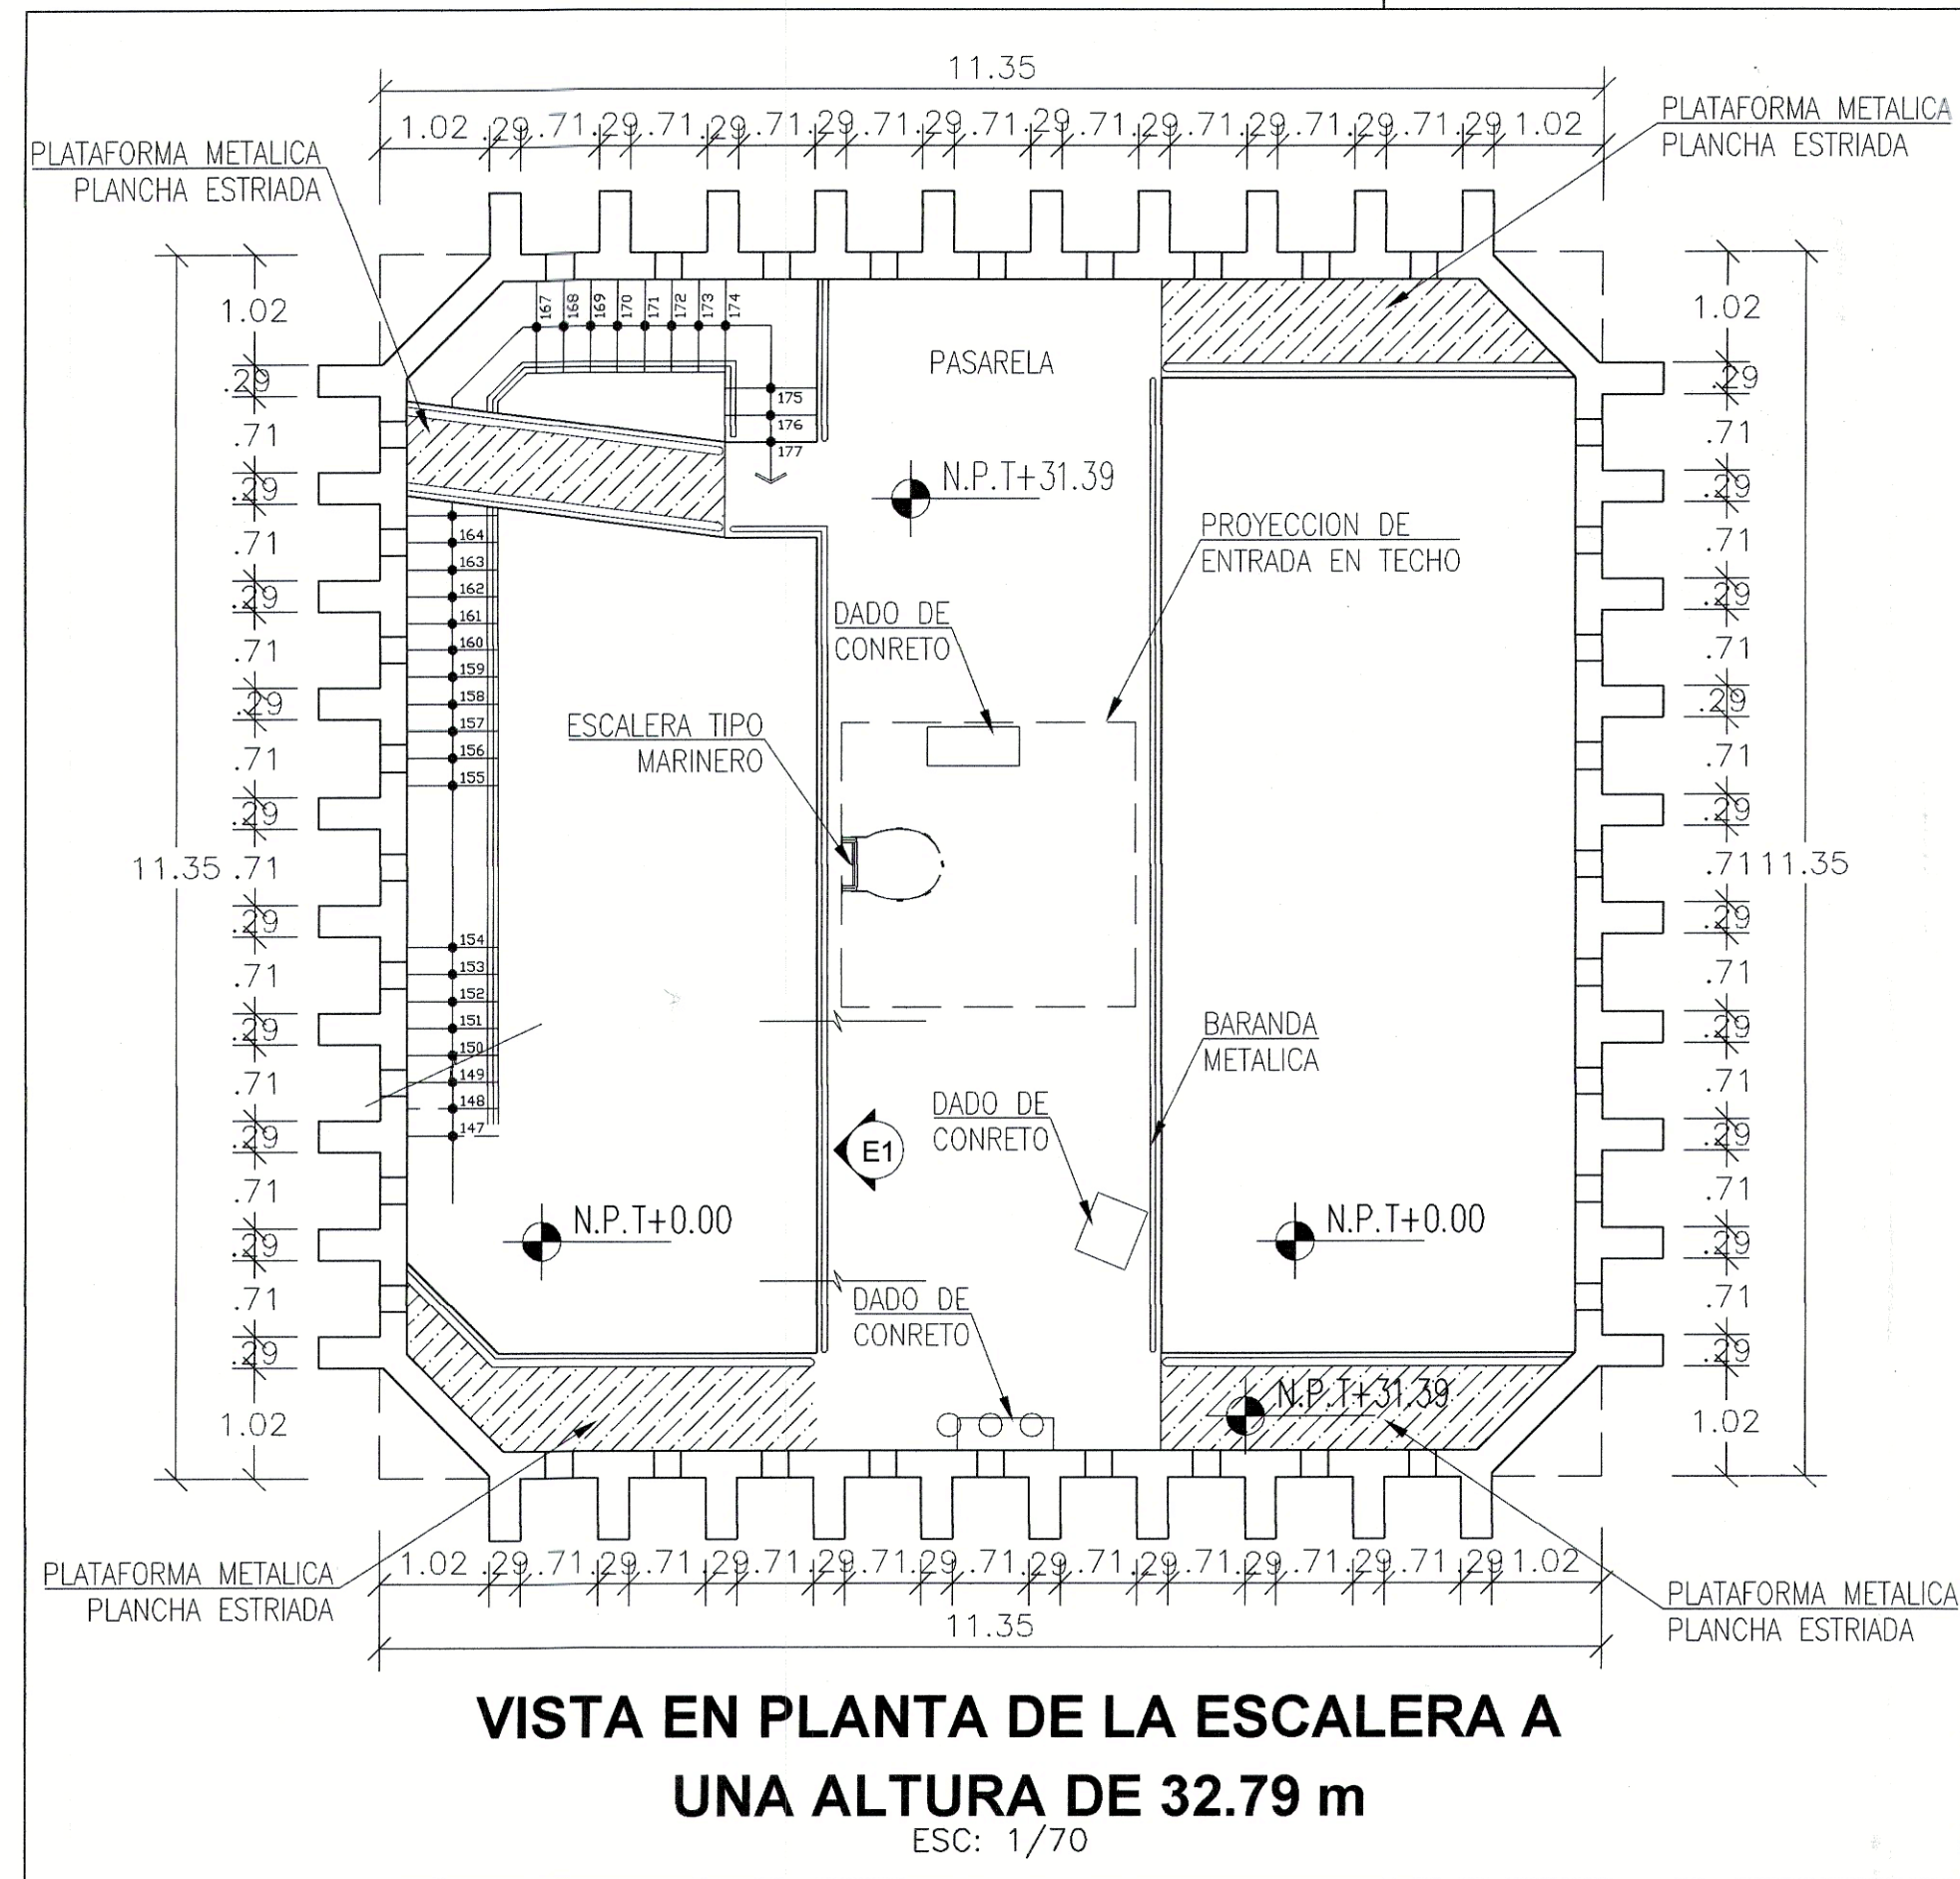 11.35
1.02 .29 .71 .29 .71 .29 .71 .29 .71 .29 .71 .29 .71 .29 .71 .29 .71 .29 1.02
PLATAFORMA METALICA
PLANCHA ESTRIADA
PLATAFORMA METALICA
PLANCHA ESTRIADA
1.02
.29
.71
.29
.71
.29
.71
.29
.71
.29
.71
.29
.71
.29
.71
.29
.71
.29
.71
.29
1.02
11.35
167
168
169
170
171
172
173
174
175
176
177
PASARELA
N.P.T+31.39
PROYECCION DE
ENTRADA EN TECHO
164
163
162
161
160
159
158
157
156
155
154
153
152
151
150
149
148
147
DADO DE
CONRETO
ESCALERA TIPO
MARINERO
BARANDA
METALICA
DADO DE
CONRETO
E1
N.P.T+0.00
N.P.T+0.00
DADO DE
CONRETO
N.P.T+31.39
1.02
.29
.71
.29
.71
.29
.71
.29
.71
.29
.71
.29
.71
.29
.71
.29
.71
.29
.71
.29
1.02
11.35
PLATAFORMA METALICA
PLANCHA ESTRIADA
1.02 .29 .71 .29 .71 .29 .71 .29 .71 .29 .71 .29 .71 .29 .71 .29 .71 .29 1.02
11.35
PLATAFORMA METALICA
PLANCHA ESTRIADA
VISTA EN PLANTA DE LA ESCALERA A
UNA ALTURA DE 32.79 m
ESC: 1/70